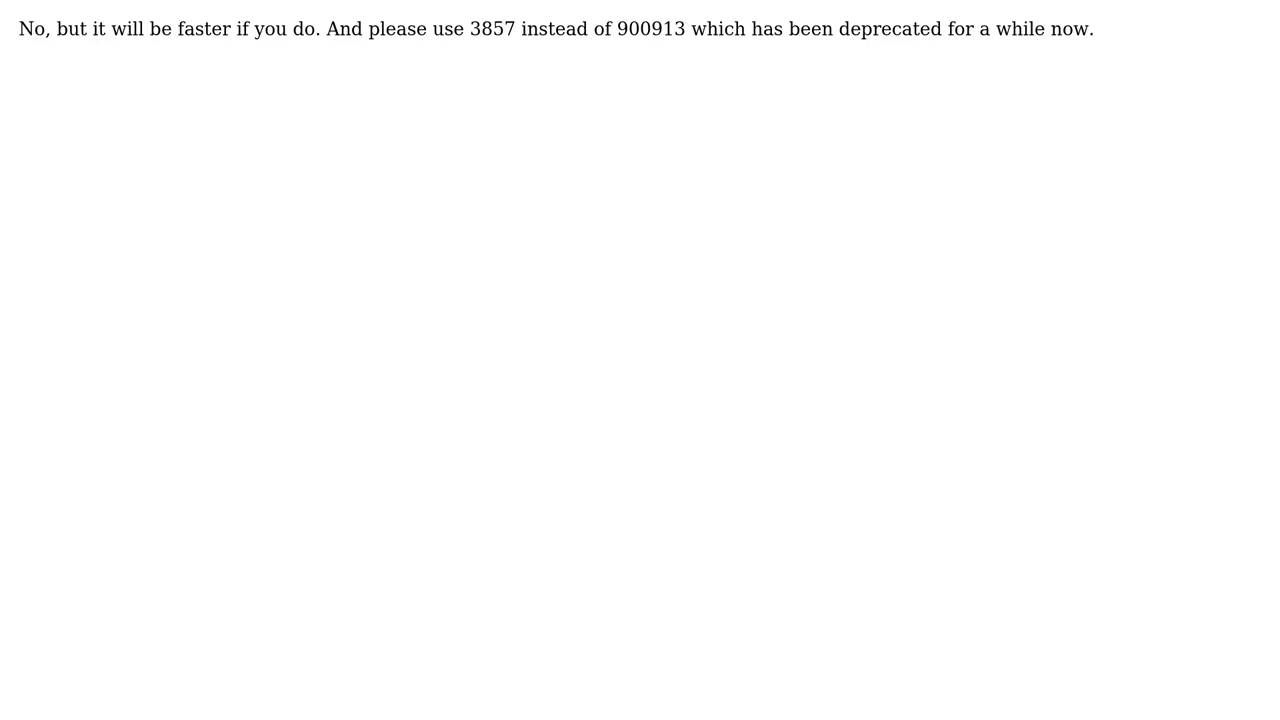 No, but it will be faster if you do. And please use 3857 instead of 900913 which has been deprecated for a while now.